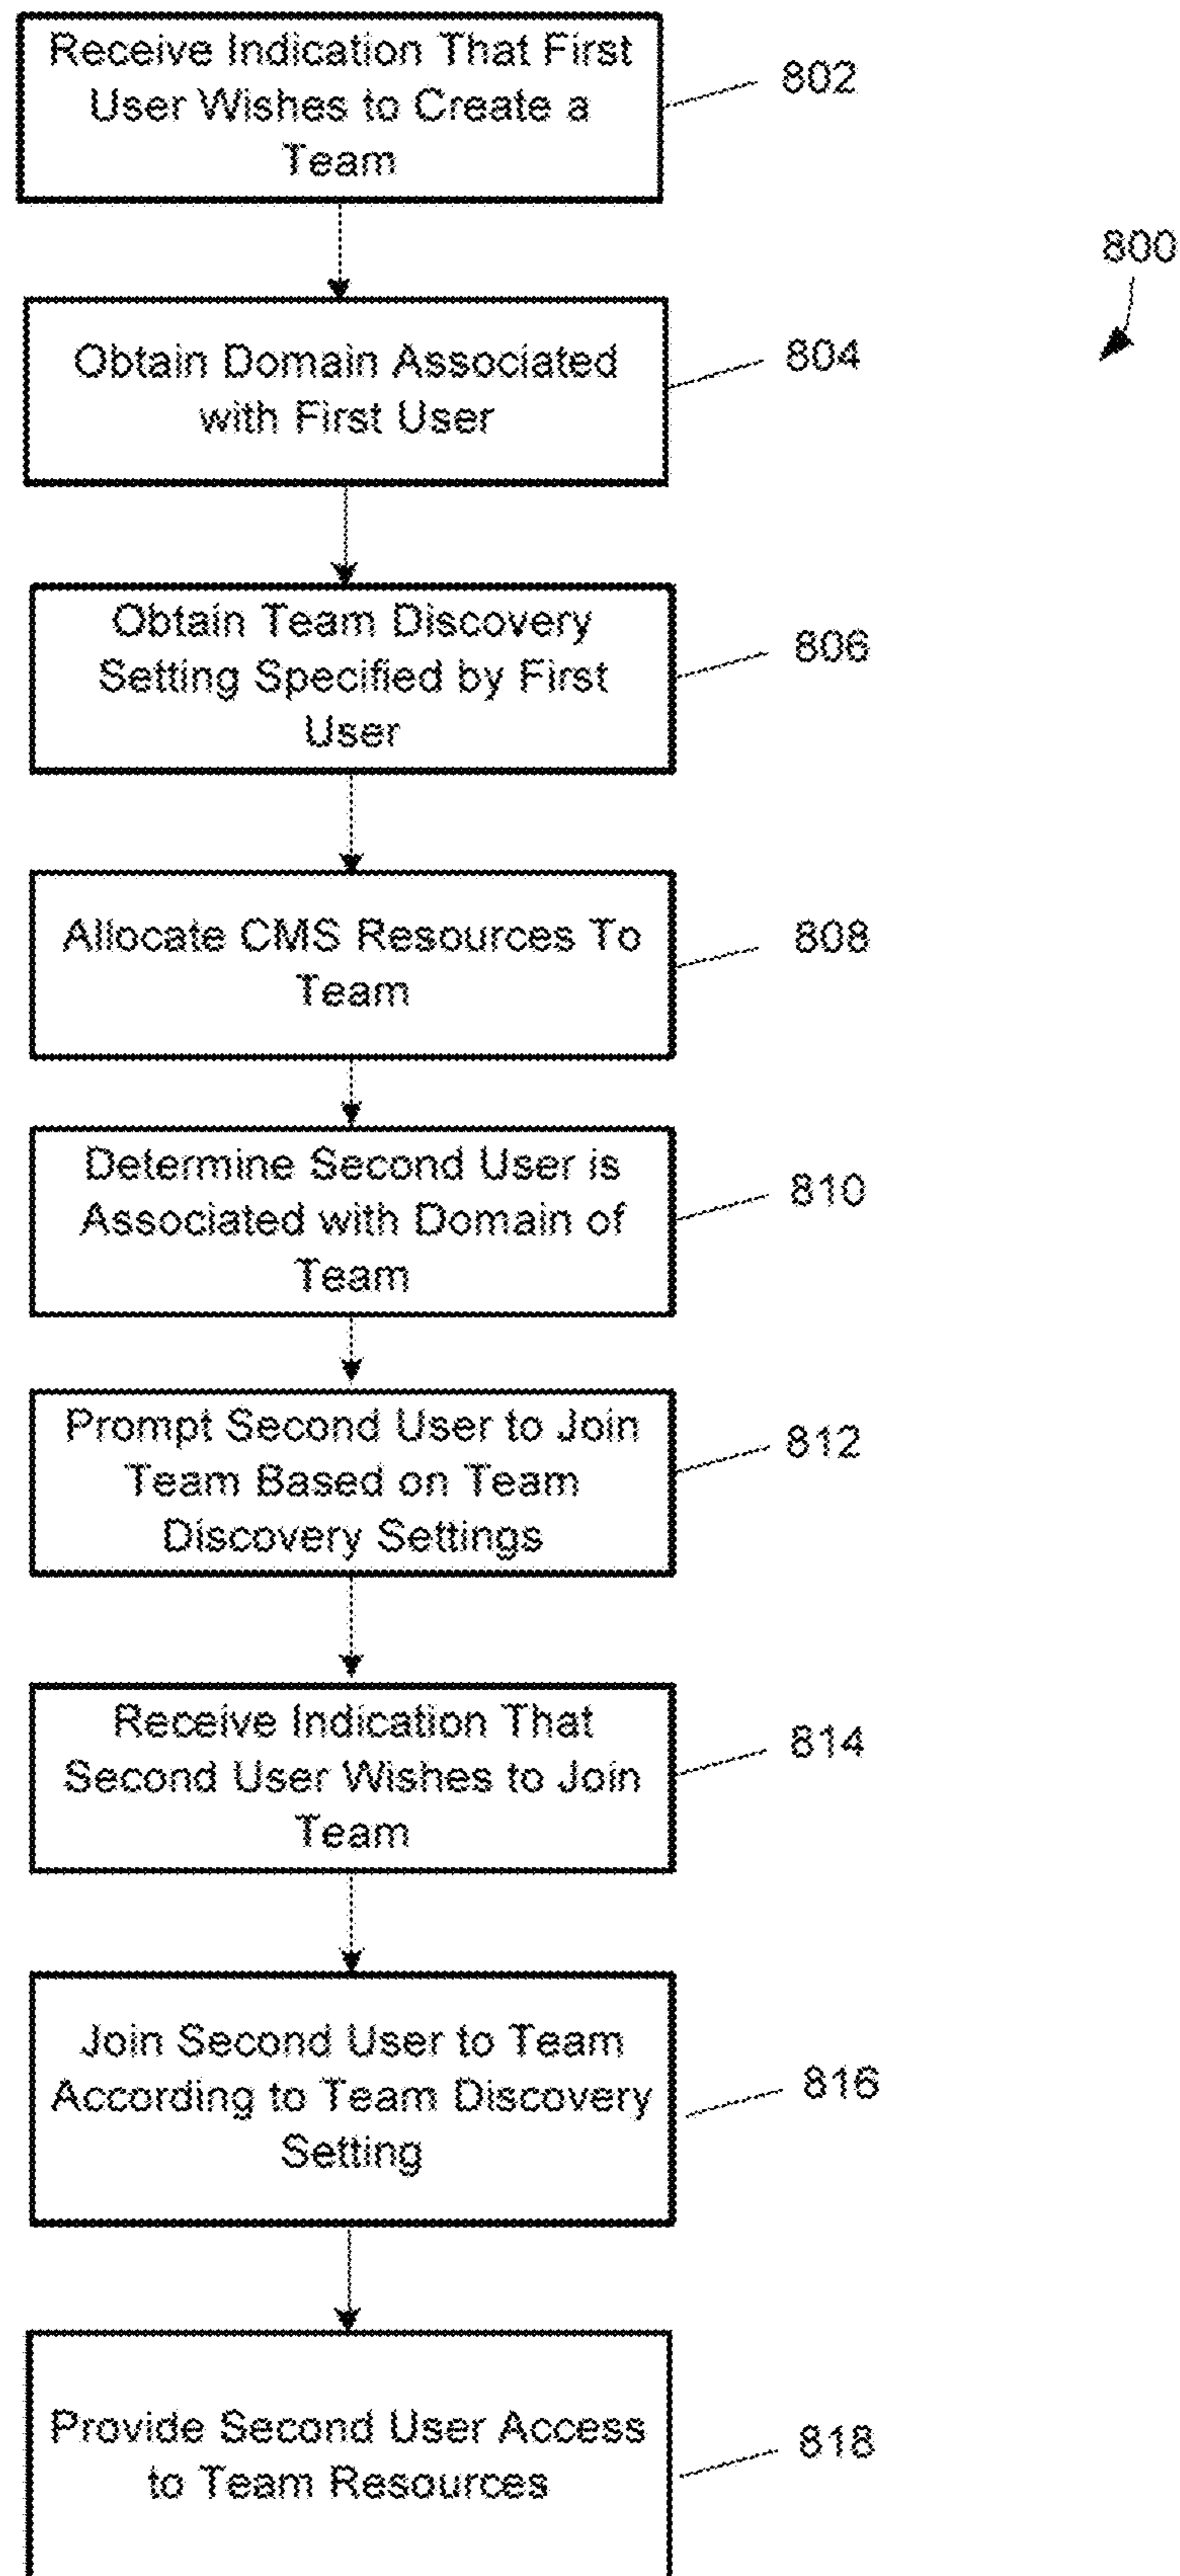 Receive Indication That First
User Wishes to Create a
Team
802
800
Obtain Domain Associated
with First User
804
Obtain Team Discovery
Setting Specified by First
User
806
Allocate CMS Resources To
Team
808
Determine Second User is
Associated with Domain of
Team
810
Prompt Second User to Join
Team Based on Team
Discovery Settings
812
Receive Indication That
Second User Wishes to Join
Team
814
Join Second User to Team
According to Team Discovery
Setting
816
Provide Second User Access
to Team Resources
818